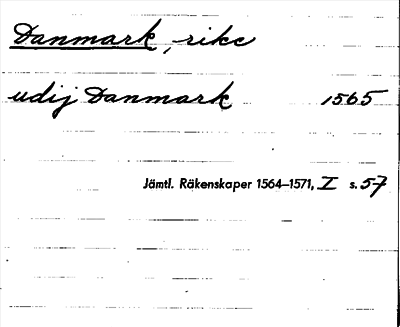 Danmark, rike
udij Danmark 1565
Jämtl. Räkenskaper 1564–1571, I s. 57